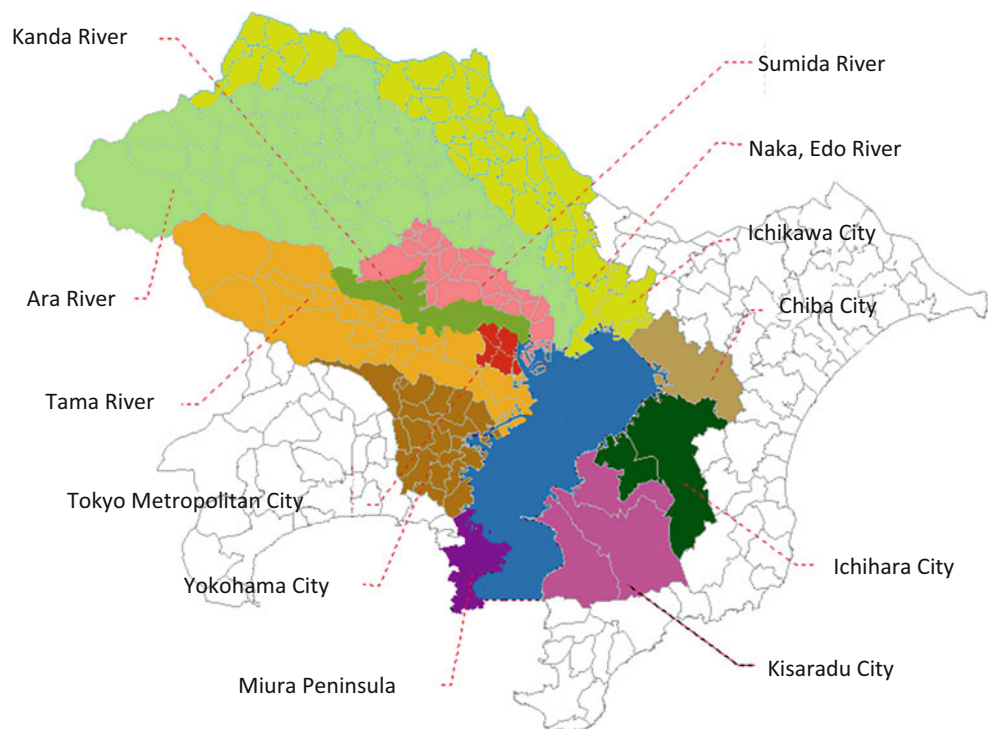 Kanda River
Sumida River
Naka, Edo River
Ichikawa City
Ara River
Chiba City
Tama River
Tokyo Metropolitan City
Ichihara City
Yokohama City
Kisaradu City
Miura Peninsula